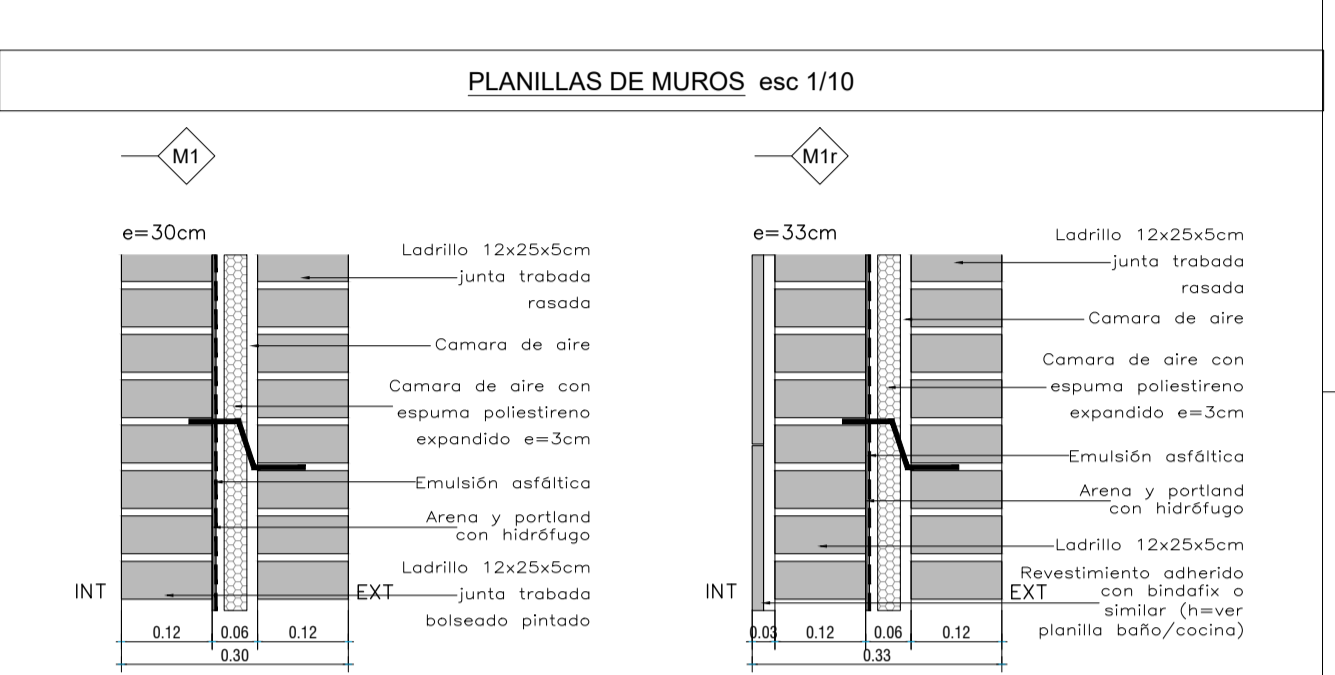 PLANILLAS DE MUROS esc 1/10
M1
e=30cm
Ladrillo 12x25x5cm
junta trabada
rasada
Camara de aire
Camara de aire con
espuma poliestireno
expandido e=3cm
Emulsión asfáltica
Arena y portland
con hidrófugo
Ladrillo 12x25x5cm
junta trabada
bolseado pintado
INT
EXT
0.12
0.06
0.12
0.30
M1r
e=33cm
Ladrillo 12x25x5cm
junta trabada
rasada
Camara de aire
Camara de aire con
espuma poliestireno
expandido e=3cm
Emulsión asfáltica
Arena y portland
con hidrófugo
Ladrillo 12x25x5cm
Revestimiento adherido
con bindafix o
similar (h=ver
planilla baño/cocina)
INT
EXT
0.03
0.12
0.06
0.12
0.33